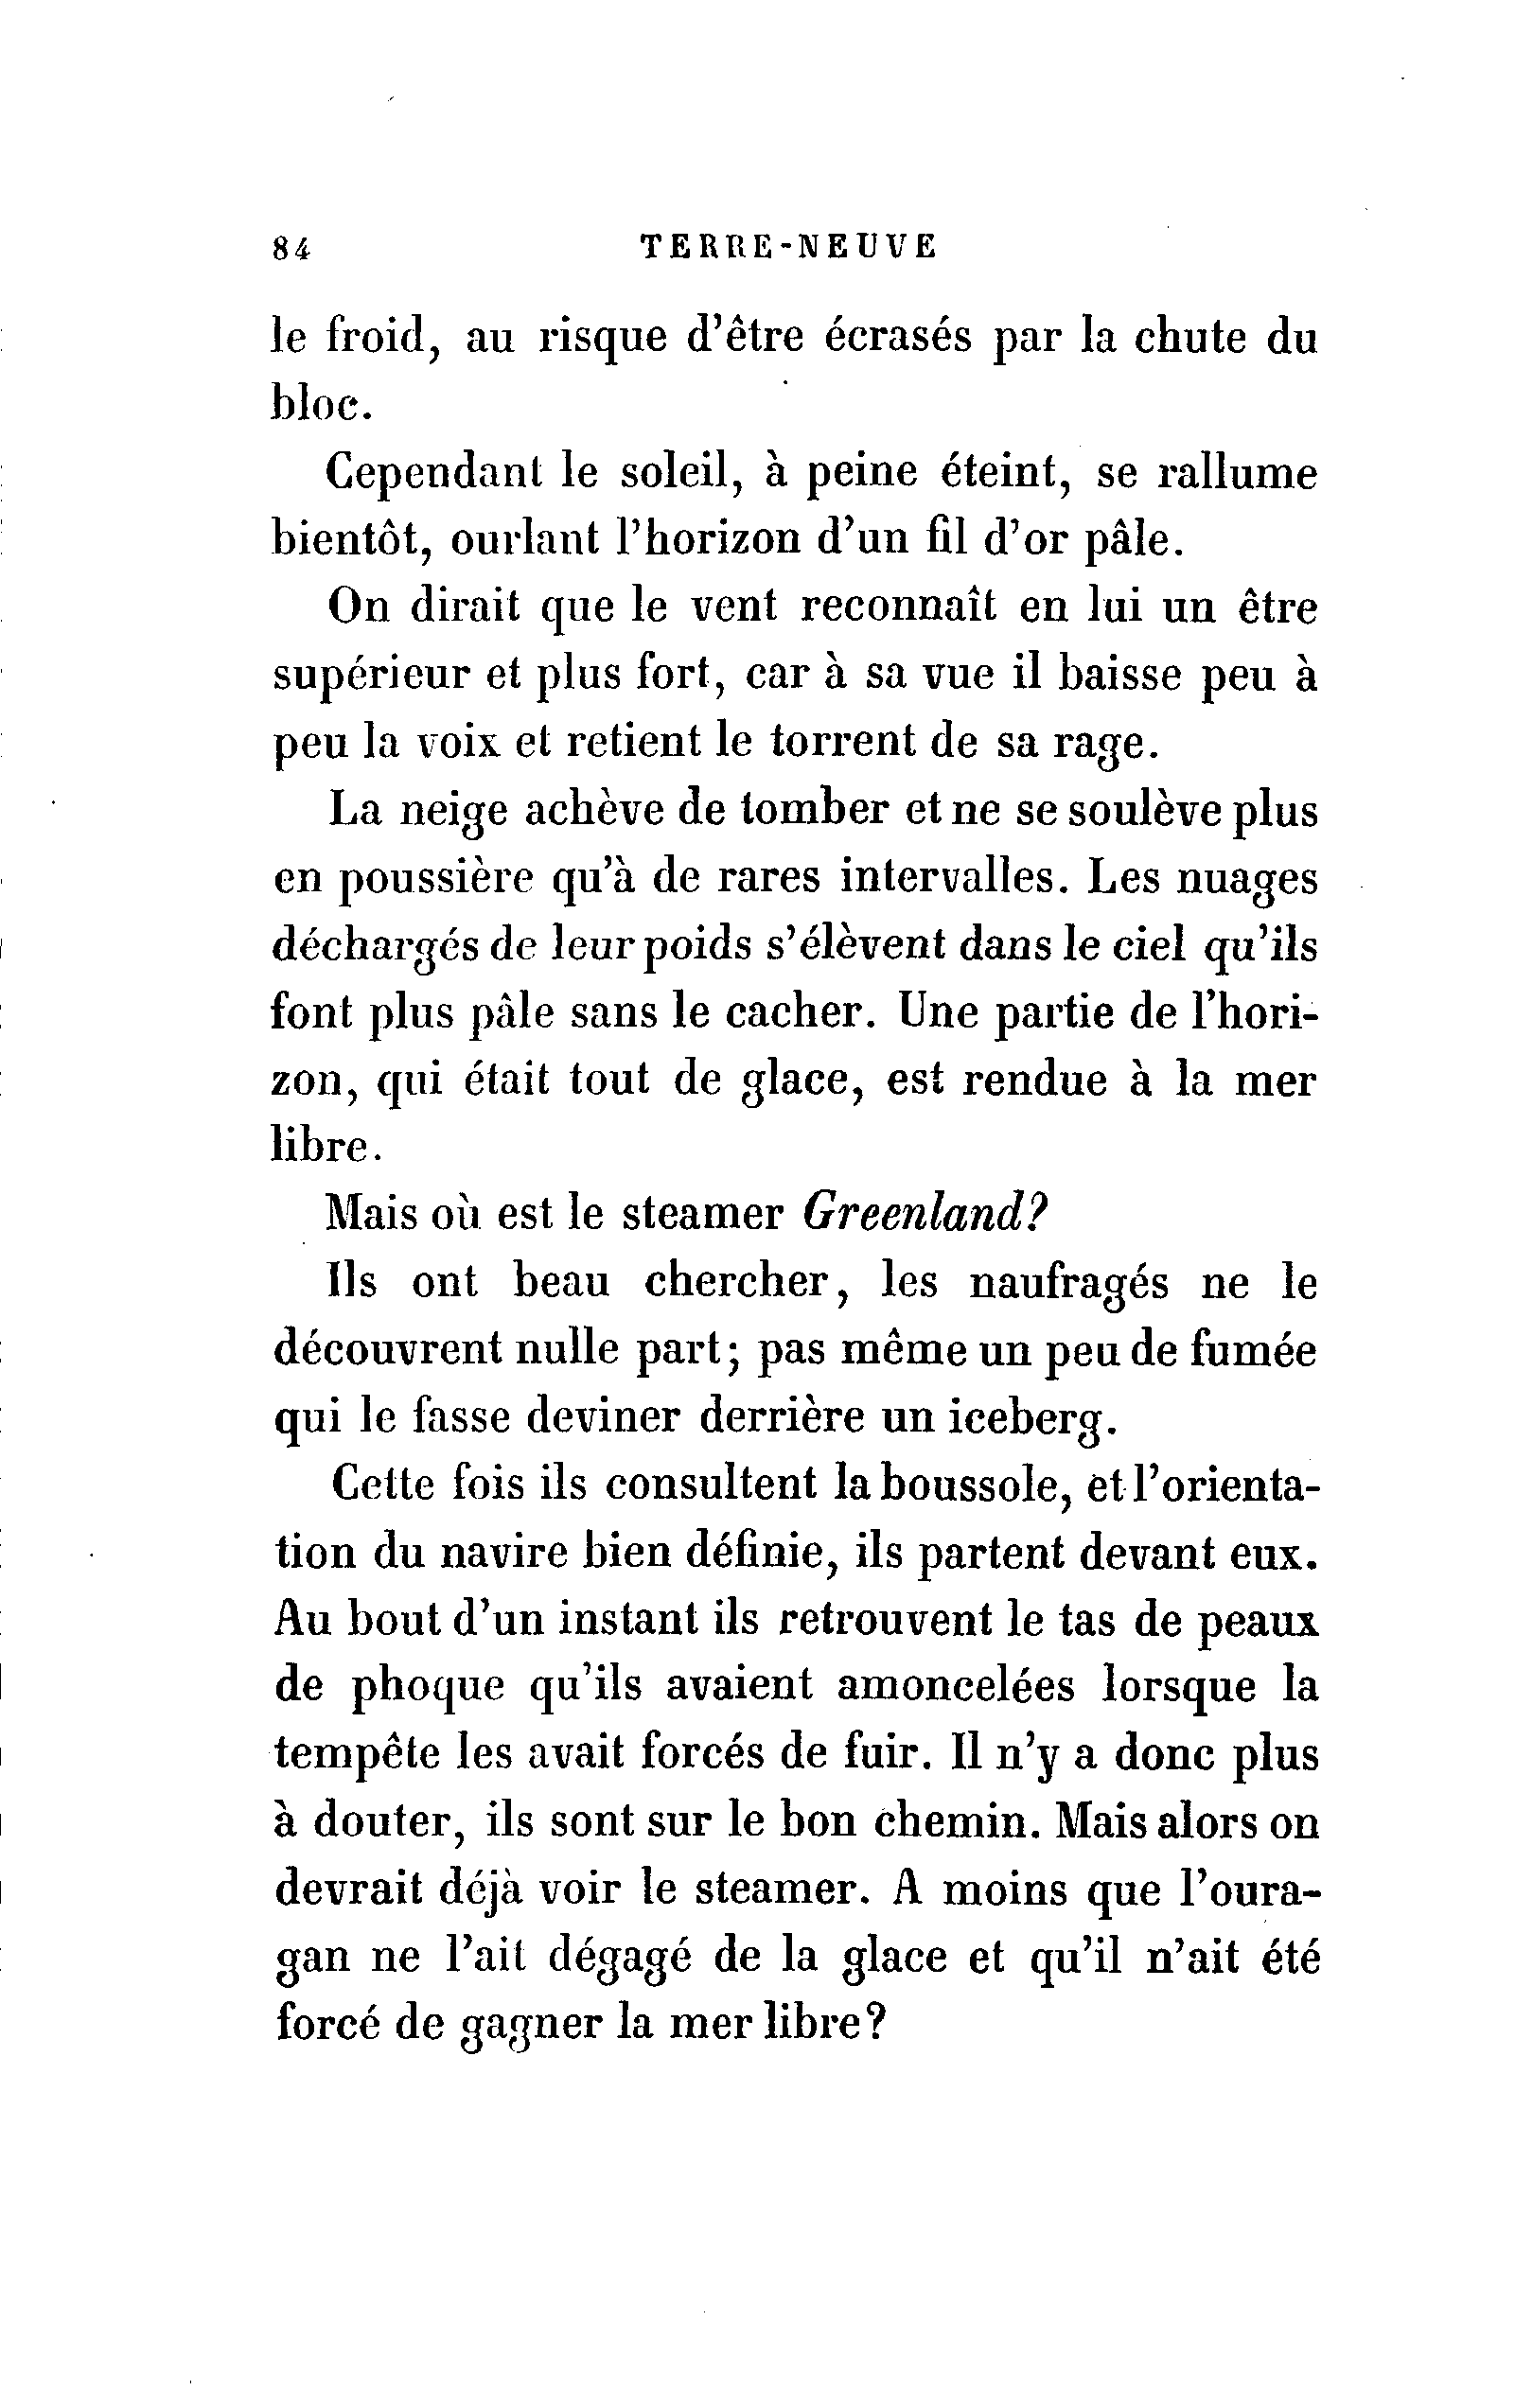 84 TERRE-NEUVE
le froid, au risque d'être écrasés par la chute du
bloc.
Cependant le soleil, à peine éteint, se rallume
bientôt, ourlant l'horizon d'un fil d'or pâle.
On dirait que le vent reconnaît en lui un être
supérieur et plus fort, car à sa vue il baisse peu à
peu la voix et retient le torrent de sa rage.
La neige achève de tomber et ne se soulève plus
en poussière qu'à de rares intervalles. Les nuages
déchargés de leur poids s'élèvent dans le ciel qu'ils
font plus pâle sans le cacher. Une partie de l'hori-
zon, qui était tout de glace, est rendue à la mer
libre.
Mais où est le steamer Greenland?
Ils ont beau chercher, les naufragés ne le
découvrent nulle part; pas même un peu de fumée
qui le fasse deviner derrière un iceberg.
Cette fois ils consultent la boussole, et l'orienta-
tion du navire bien définie, ils partent devant eux.
Au bout d'un instant ils retrouvent le tas de peaux
de phoque qu'ils avaient amoncelées lorsque la
tempête les avait forcés de fuir. Il n'y a donc plus
à douter, ils sont sur le bon chemin. Mais alors on
devrait déjà voir le steamer. A moins que l'oura-
gan ne l'ait dégagé de la glace et qu'il n'ait été
forcé de gagner la mer libre?